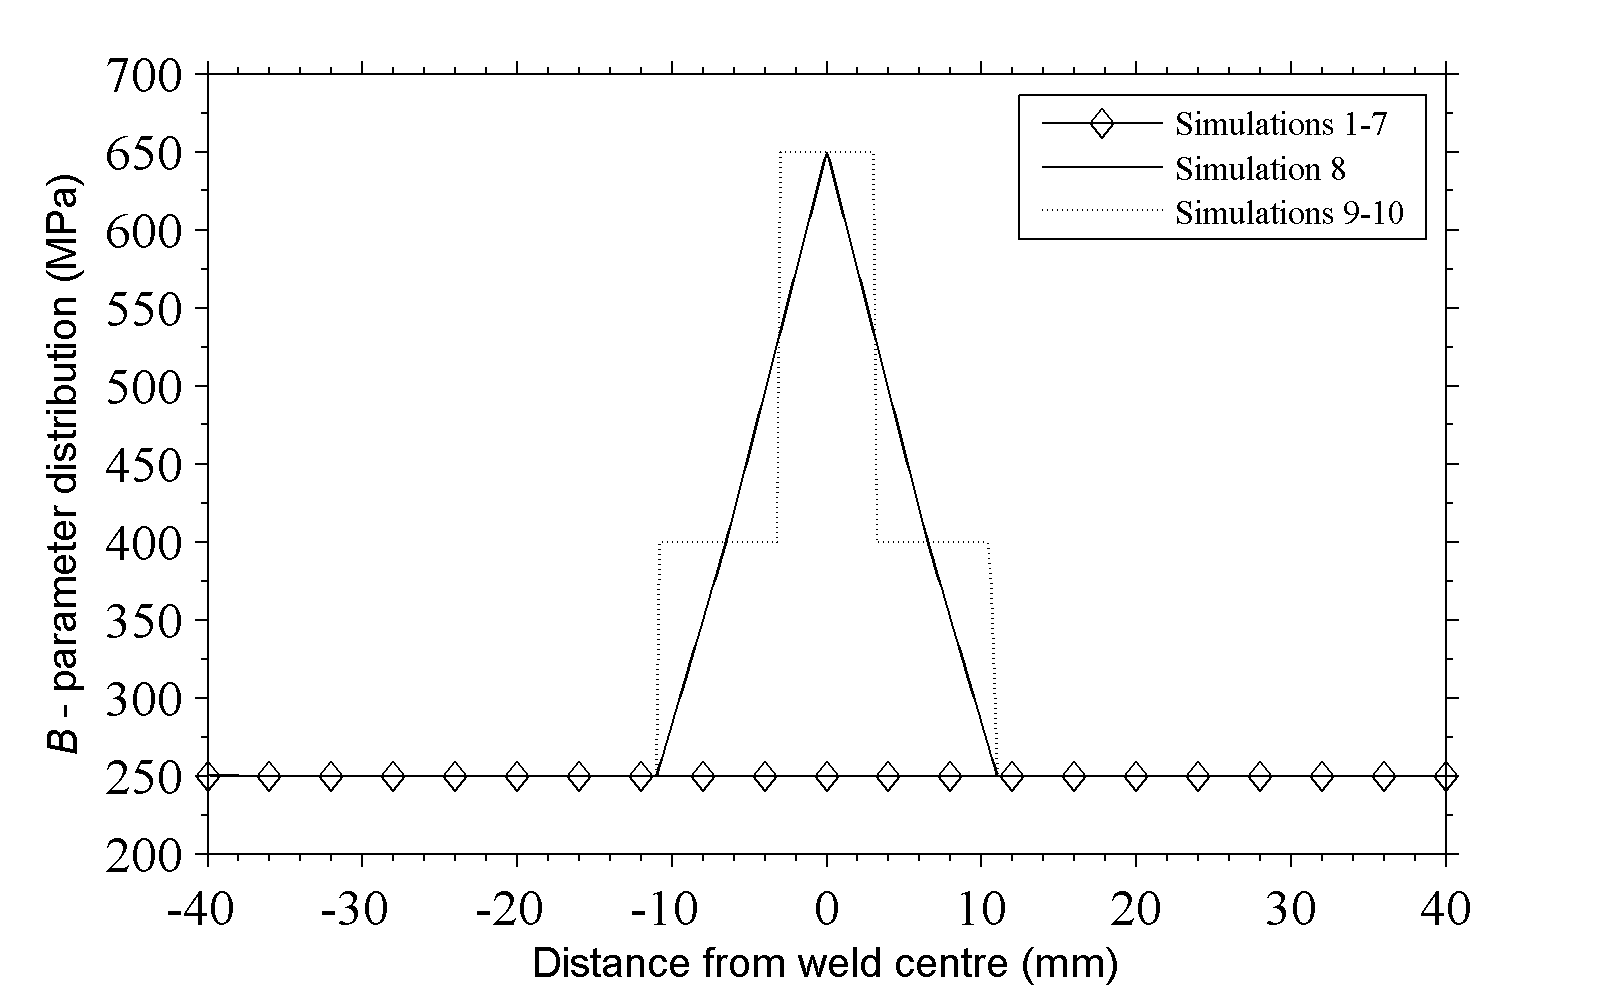 700
650
600
550
500
450
400
350
300
250
200
B - parameter distribution (MPa)
Simulations 1-7
Simulation 8
Simulations 9-10
-40 -30 -20 -10 0 10 20 30 40
Distance from weld centre (mm)